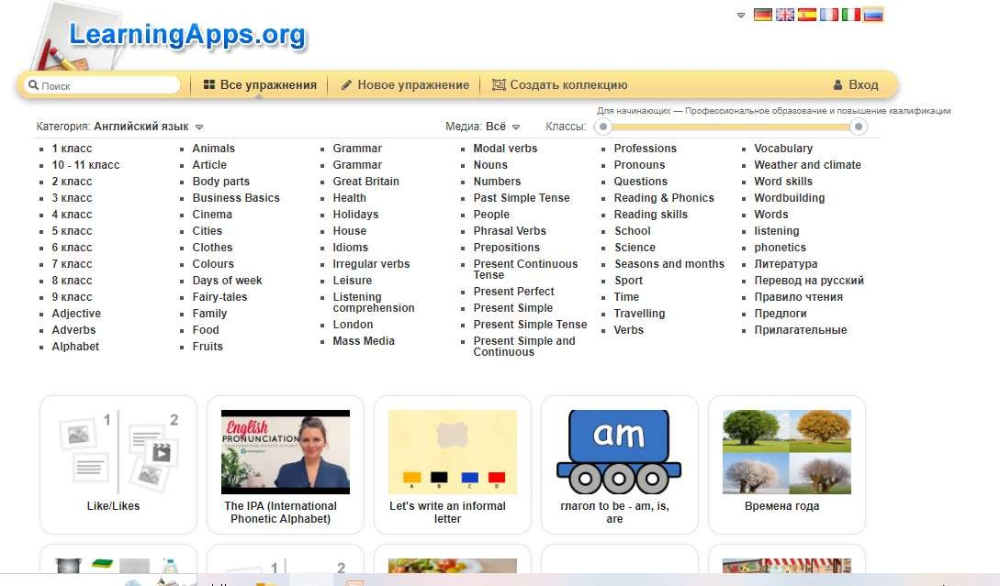 LearningApps.org
Поиск
Все упражнения
Новое упражнение
Создать коллекцию
Вход
Для начинающих — Профессиональное образование и повышение квалификации
Категория: Английский язык
Медиа: Всё
Классы:
1 класс
10 - 11 класс
2 класс
3 класс
4 класс
5 класс
6 класс
7 класс
8 класс
9 класс
Adjective
Adverbs
Alphabet
Animals
Article
Body parts
Business Basics
Cinema
Cities
Clothes
Colours
Days of week
Fairy-tales
Family
Food
Fruits
Grammar
Grammar
Great Britain
Health
Holidays
House
Idioms
Irregular verbs
Leisure
Listening
comprehension
London
Mass Media
Modal verbs
Nouns
Numbers
Past Simple Tense
People
Phrasal Verbs
Prepositions
Present Continuous
Tense
Present Perfect
Present Simple
Present Simple Tense
Present Simple and
Continuous
Professions
Pronouns
Questions
Reading & Phonics
Reading skills
School
Science
Seasons and months
Sport
Time
Travelling
Verbs
Vocabulary
Weather and climate
Word skills
Wordbuilding
Words
listening
phonetics
Литература
Перевод на русский
Правило чтения
Предлоги
Прилагательные
1 2
Like/Likes
English
PRONUNCIATION
The IPA (International
Phonetic Alphabet)
A B C D
Let's write an informal
letter
am
глагол to be - am, is,
are
Времена года
1 2